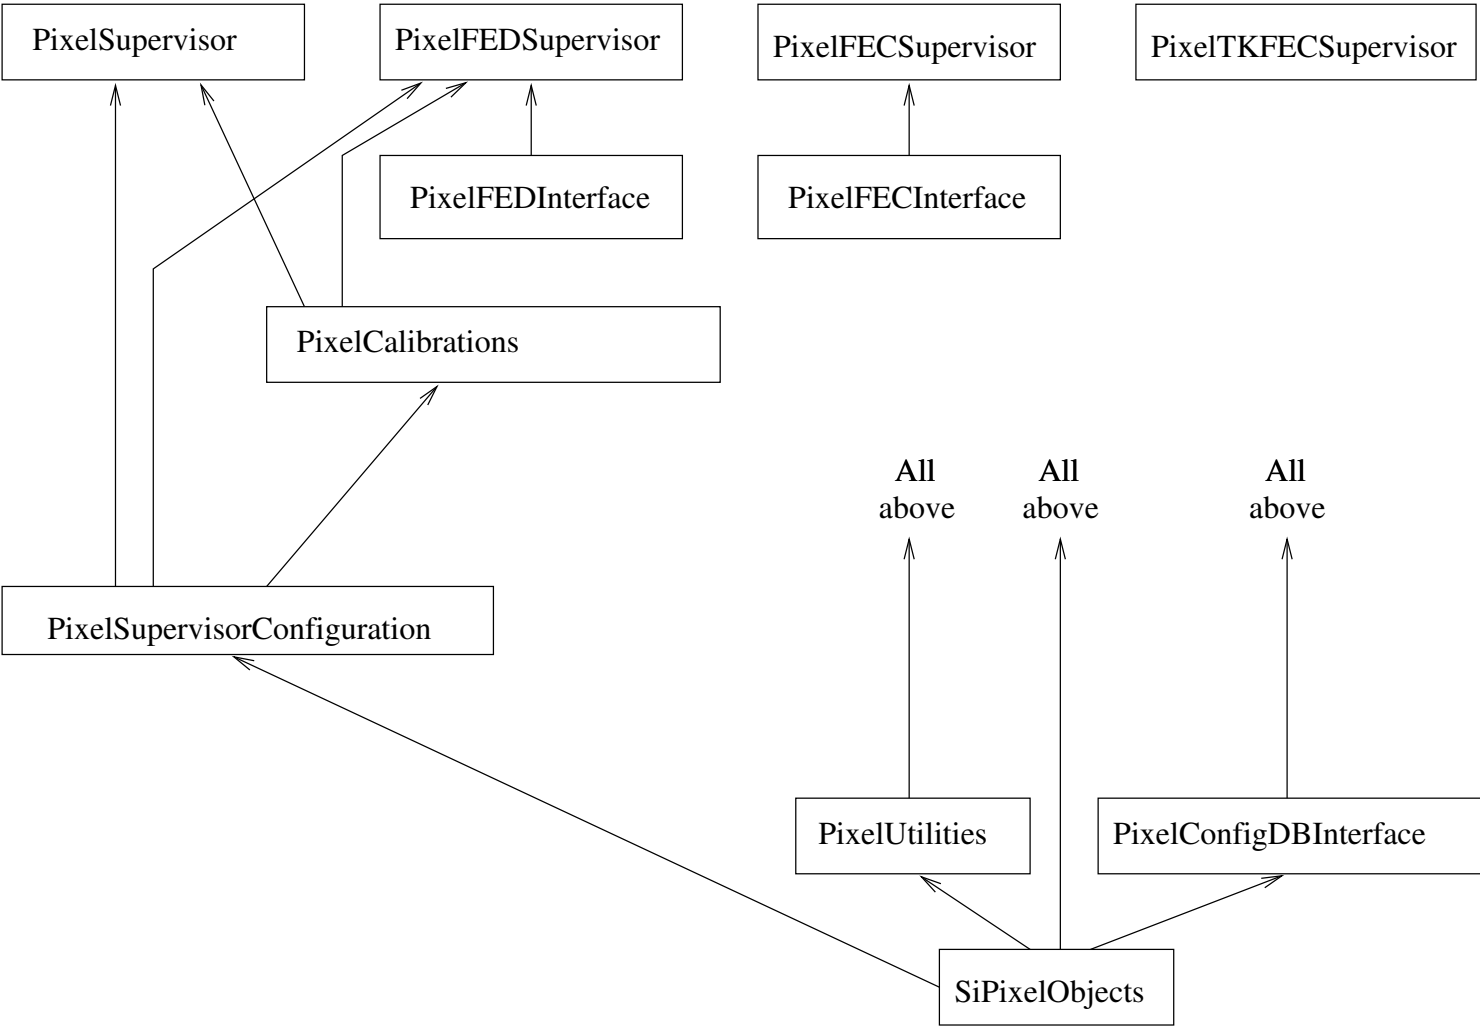 PixelSupervisor
PixelFEDSupervisor
PixelFECSupervisor
PixelTKFECSupervisor
PixelFEDInterface
PixelFECInterface
PixelCalibrations
All
above
All
above
All
above
PixelSupervisorConfiguration
PixelUtilities
PixelConfigDBInterface
SiPixelObjects